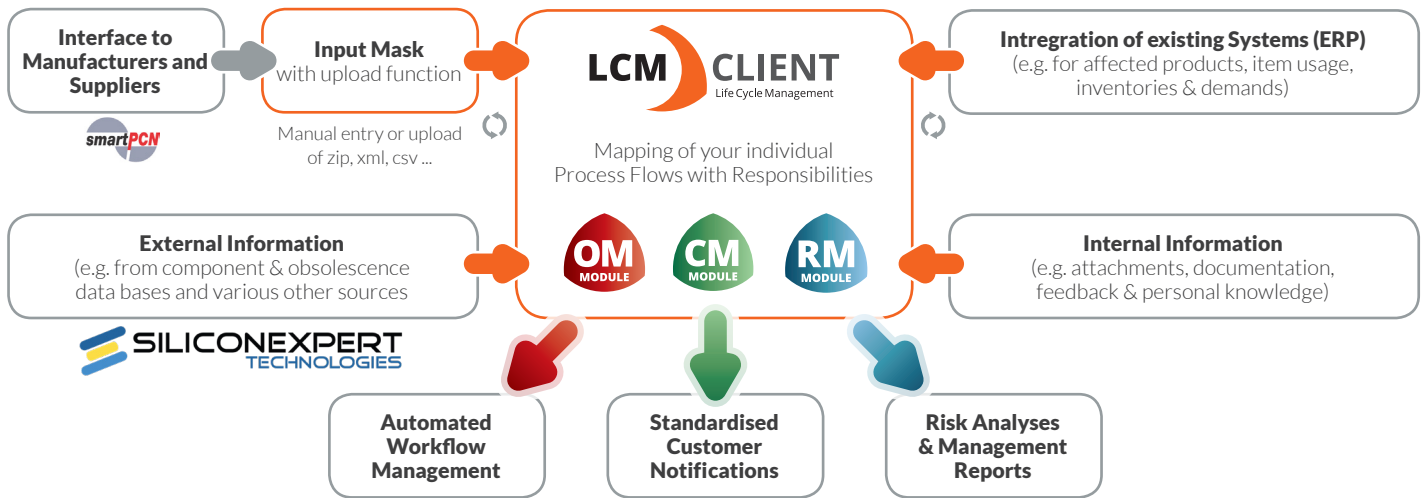 Interface to
Manufacturers and
Suppliers
smartPCN
Input Mask
with upload function
Manual entry or upload
of zip, xml, csv ...
LCM CLIENT
Life Cycle Management
Mapping of your individual
Process Flows with Responsibilities
OM
MODULE
CM
MODULE
RM
MODULE
Intregration of existing Systems (ERP)
(e.g. for affected products, item usage,
inventories & demands)
External Information
(e.g. from component & obsolescence
data bases and various other sources
SILICONEXPERT
TECHNOLOGIES
Internal Information
(e.g. attachments, documentation,
feedback & personal knowledge)
Automated
Workflow
Management
Standardised
Customer
Notifications
Risk Analyses
& Management
Reports